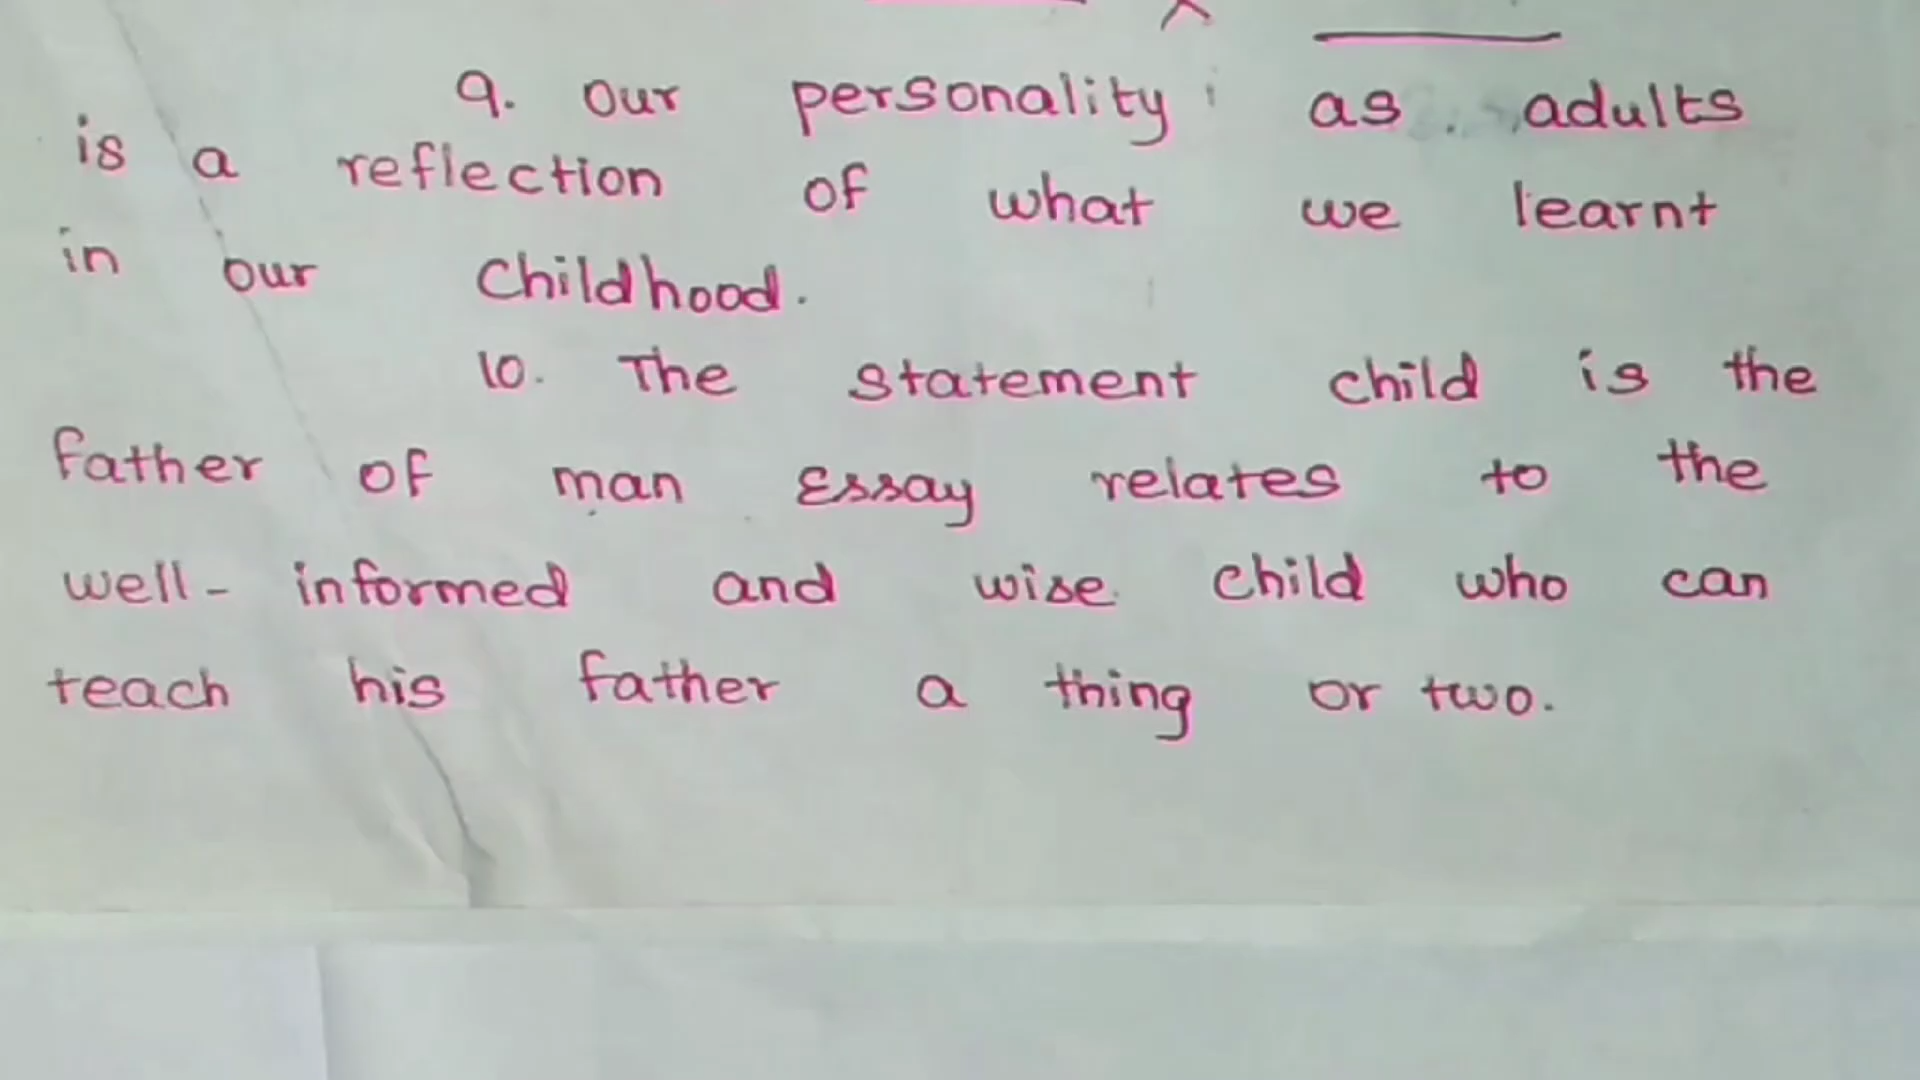 9. Our personality as adults
is a reflection of what we learnt
in our Childhood.
10. The statement child is the
father of man Essay relates to the
well- informed and wise child who can
teach his father a thing or two.